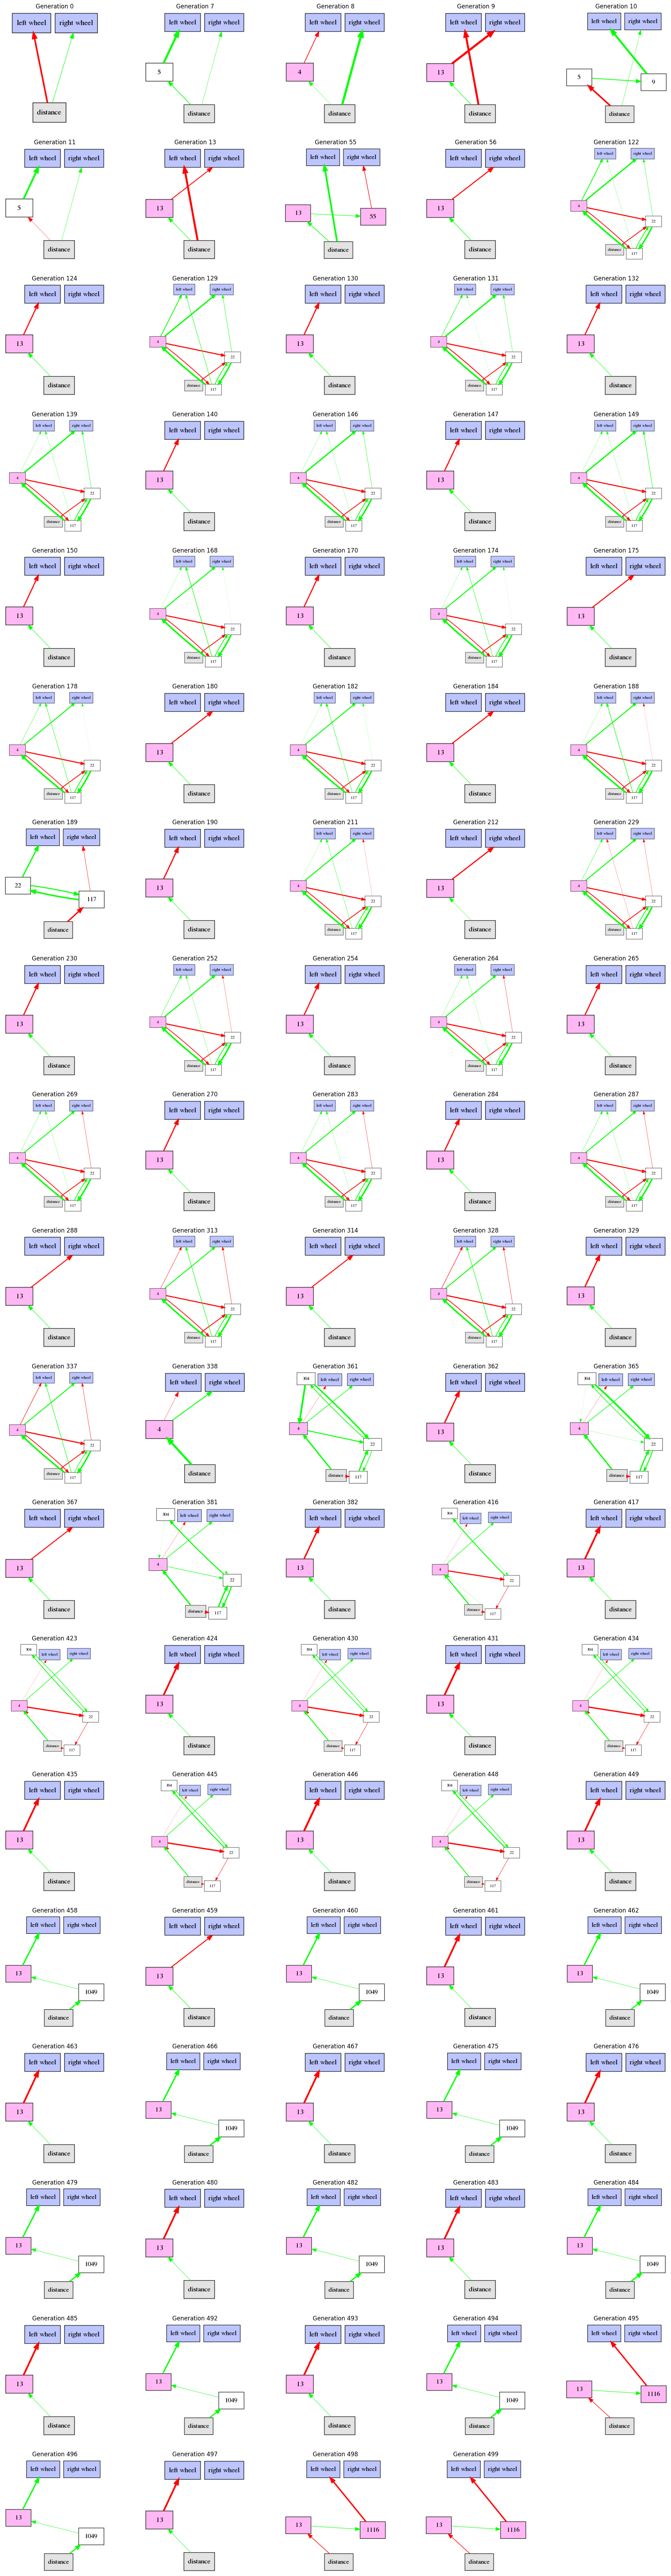 Generation 0
left wheel right wheel
distance
Generation 7
left wheel right wheel
5
distance
Generation 8
left wheel right wheel
4
distance
Generation 9
left wheel right wheel
13
distance
Generation 10
left wheel right wheel
5
9
distance
Generation 11
left wheel right wheel
5
distance
Generation 13
left wheel right wheel
13
distance
Generation 55
left wheel right wheel
13
55
distance
Generation 56
left wheel right wheel
13
distance
Generation 122
left wheel right wheel
4
22
distance
117
Generation 124
left wheel right wheel
13
distance
Generation 129
left wheel right wheel
4
22
distance
117
Generation 130
left wheel right wheel
13
distance
Generation 131
left wheel right wheel
4
22
distance
117
Generation 132
left wheel right wheel
13
distance
Generation 139
left wheel right wheel
4
22
distance
117
Generation 140
left wheel right wheel
13
distance
Generation 146
left wheel right wheel
4
22
distance
117
Generation 147
left wheel right wheel
13
distance
Generation 149
left wheel right wheel
4
22
distance
117
Generation 150
left wheel right wheel
13
distance
Generation 168
left wheel right wheel
4
22
distance
117
Generation 170
left wheel right wheel
13
distance
Generation 174
left wheel right wheel
4
22
distance
117
Generation 175
left wheel right wheel
13
distance
Generation 178
left wheel right wheel
4
22
distance
117
Generation 180
left wheel right wheel
13
distance
Generation 182
left wheel right wheel
4
22
distance
117
Generation 184
left wheel right wheel
13
distance
Generation 188
left wheel right wheel
4
22
distance
117
Generation 189
left wheel right wheel
22
117
distance
Generation 190
left wheel right wheel
13
distance
Generation 211
left wheel right wheel
4
22
distance
117
Generation 212
left wheel right wheel
13
distance
Generation 229
left wheel right wheel
4
22
distance
117
Generation 230
left wheel right wheel
13
distance
Generation 252
left wheel right wheel
4
22
distance
117
Generation 254
left wheel right wheel
13
distance
Generation 264
left wheel right wheel
4
22
distance
117
Generation 265
left wheel right wheel
13
distance
Generation 269
left wheel right wheel
4
22
distance
117
Generation 270
left wheel right wheel
13
distance
Generation 283
left wheel right wheel
4
22
distance
117
Generation 284
left wheel right wheel
13
distance
Generation 287
left wheel right wheel
4
22
distance
117
Generation 288
left wheel right wheel
13
distance
Generation 313
left wheel right wheel
4
22
distance
117
Generation 314
left wheel right wheel
13
distance
Generation 328
left wheel right wheel
4
22
distance
117
Generation 329
left wheel right wheel
13
distance
Generation 337
left wheel right wheel
4
22
distance
117
Generation 338
left wheel right wheel
4
distance
Generation 361
left wheel right wheel
4
22
distance
117
Generation 362
left wheel right wheel
13
distance
Generation 365
left wheel right wheel
4
22
distance
117
Generation 367
left wheel right wheel
13
distance
Generation 381
left wheel right wheel
4
22
distance
117
Generation 382
left wheel right wheel
13
distance
Generation 416
left wheel right wheel
4
22
distance
117
Generation 417
left wheel right wheel
13
distance
Generation 423
left wheel right wheel
4
22
distance
117
Generation 424
left wheel right wheel
13
distance
Generation 430
left wheel right wheel
4
22
distance
117
Generation 431
left wheel right wheel
13
distance
Generation 434
left wheel right wheel
4
22
distance
117
Generation 435
left wheel right wheel
13
distance
Generation 445
left wheel right wheel
4
22
distance
117
Generation 446
left wheel right wheel
13
distance
Generation 448
left wheel right wheel
4
22
distance
117
Generation 449
left wheel right wheel
13
distance
Generation 458
left wheel right wheel
13
1049
distance
Generation 459
left wheel right wheel
13
distance
Generation 460
left wheel right wheel
13
1049
distance
Generation 461
left wheel right wheel
13
distance
Generation 462
left wheel right wheel
13
1049
distance
Generation 463
left wheel right wheel
13
distance
Generation 466
left wheel right wheel
13
1049
distance
Generation 467
left wheel right wheel
13
distance
Generation 475
left wheel right wheel
13
1049
distance
Generation 476
left wheel right wheel
13
distance
Generation 479
left wheel right wheel
13
1049
distance
Generation 480
left wheel right wheel
13
distance
Generation 482
left wheel right wheel
13
1049
distance
Generation 483
left wheel right wheel
13
distance
Generation 484
left wheel right wheel
13
1049
distance
Generation 485
left wheel right wheel
13
distance
Generation 492
left wheel right wheel
13
1049
distance
Generation 493
left wheel right wheel
13
distance
Generation 494
left wheel right wheel
13
1049
distance
Generation 495
left wheel right wheel
13
1116
distance
Generation 496
left wheel right wheel
13
1049
distance
Generation 497
left wheel right wheel
13
distance
Generation 498
left wheel right wheel
13
1116
distance
Generation 499
left wheel right wheel
13
1116
distance